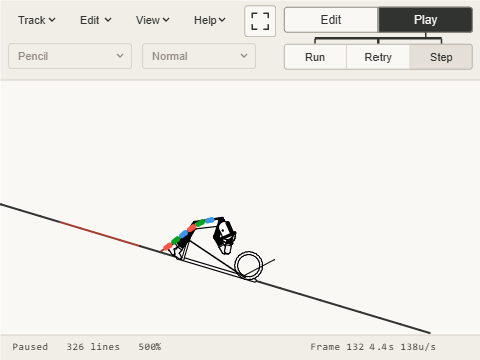 Track Edit View Help Edit Play
Pencil Normal Run Retry Step
Paused 326 lines 500% Frame 132 4.4s 138u/s